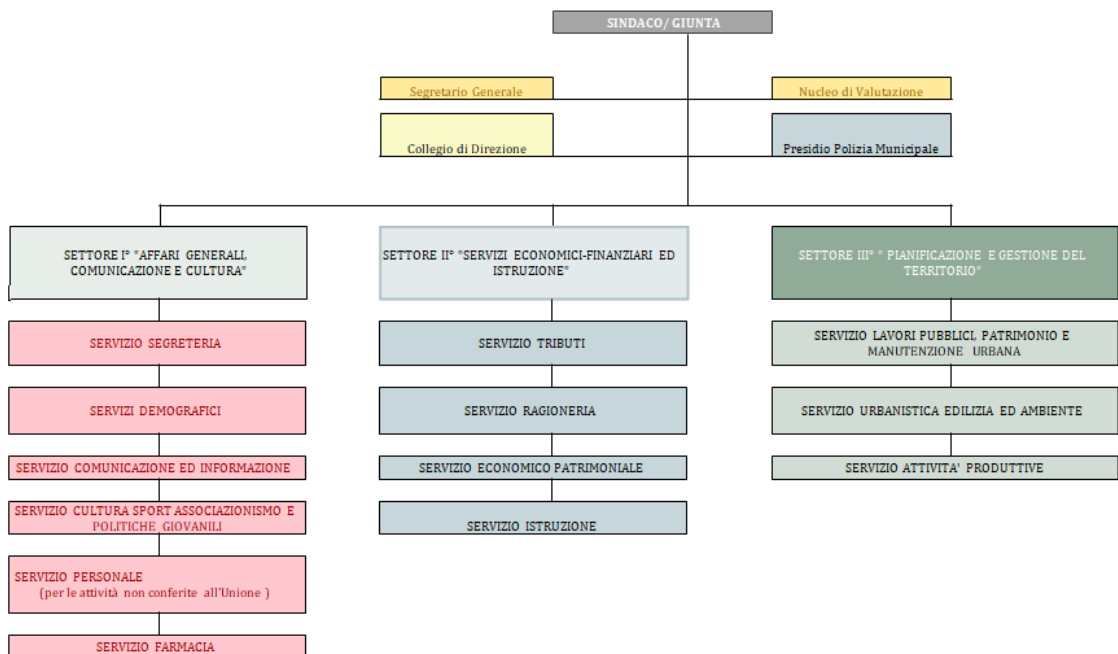 SINDACO/ GIUNTA
Segretario Generale
Nucleo di Valutazione
Collegio di Direzione
Presidio Polizia Municipale
SETTORE I° "AFFARI GENERALI,
COMUNICAZIONE E CULTURA"
SERVIZIO SEGRETERIA
SERVIZI DEMOGRAFICI
SERVIZIO COMUNICAZIONE ED INFORMAZIONE
SERVIZIO CULTURA SPORT ASSOCIAZIONISMO E
POLITICHE GIOVANILI
SERVIZIO PERSONALE
(per le attività non conferite all'Unione )
SERVIZIO FARMACIA
SETTORE II° "SERVIZI ECONOMICI-FINANZIARI ED
ISTRUZIONE"
SERVIZIO TRIBUTI
SERVIZIO RAGIONERIA
SERVIZIO ECONOMICO PATRIMONIALE
SERVIZIO ISTRUZIONE
SETTORE III° " PIANIFICAZIONE E GESTIONE DEL
TERRITORIO"
SERVIZIO LAVORI PUBBLICI, PATRIMONIO E
MANUTENZIONE URBANA
SERVIZIO URBANISTICA EDILIZIA ED AMBIENTE
SERVIZIO ATTIVITA' PRODUTTIVE